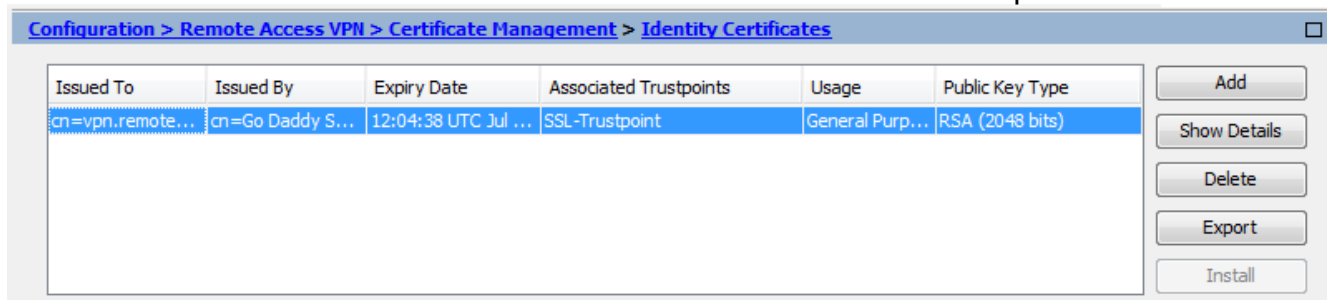 Configuration > Remote Access VPN > Certificate Management > Identity Certificates
Issued To Issued By Expiry Date Associated Trustpoints Usage Public Key Type
cn=vpn.remote... cn=Go Daddy S... 12:04:38 UTC Jul ... SSL-Trustpoint General Purp... RSA (2048 bits)
Add
Show Details
Delete
Export
Install